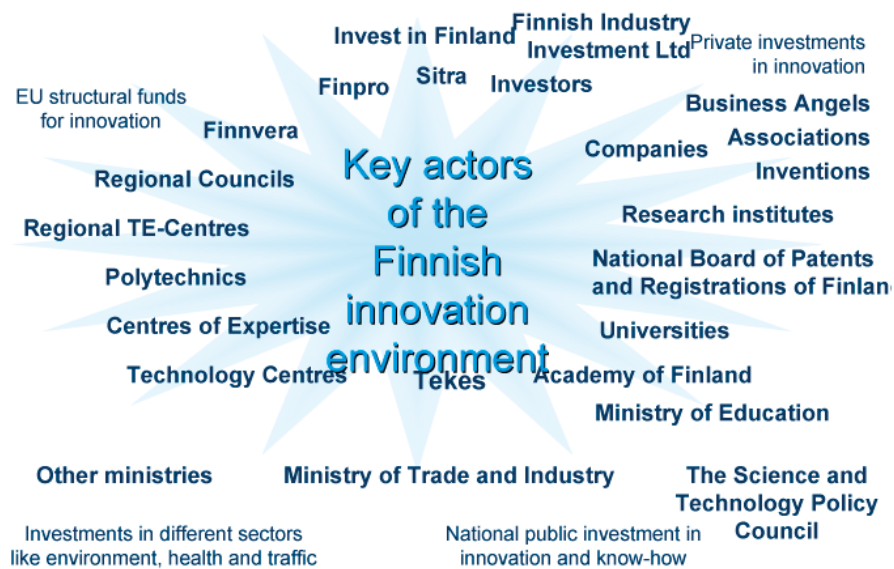 Invest in Finland
Finnish Industry
Investment Ltd
Private investments
in innovation
Finpro
Sitra
Investors
EU structural funds
for innovation
Finnvera
Business Angels
Associations
Companies
Inventions
Key actors
of the
Finnish
innovation
environment
Regional Councils
Research institutes
Regional TE-Centres
National Board of Patents
and Registrations of Finlan
Polytechnics
Centres of Expertise
Universities
Technology Centres
Tekes
Academy of Finland
Ministry of Education
Other ministries
Ministry of Trade and Industry
The Science and
Technology Policy
Council
Investments in different sectors
like environment, health and traffic
National public investment in
innovation and know-how